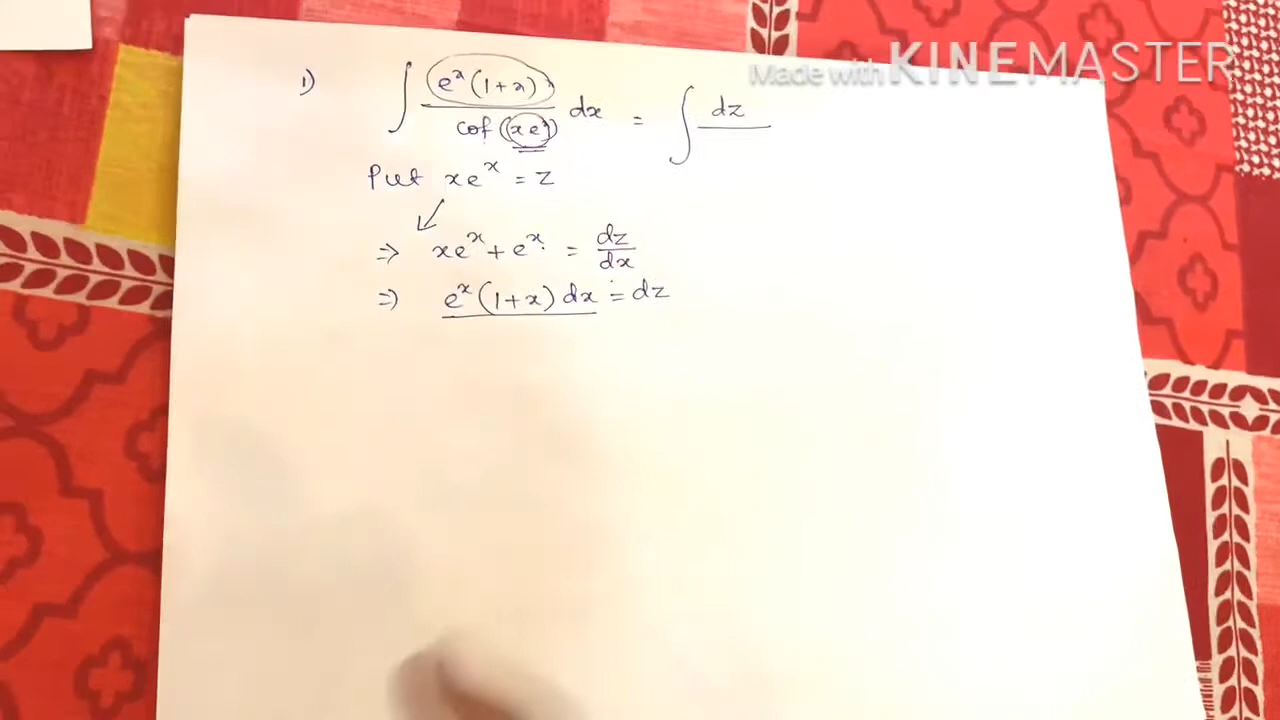 Made with KINEMASTER
1) ∫ e^x (1+x) / cot (xe^x) dx = ∫ dz /
Put xe^x = z
⇒ xe^x + e^x. = dz/dx
⇒ e^x (1+x) dx = dz